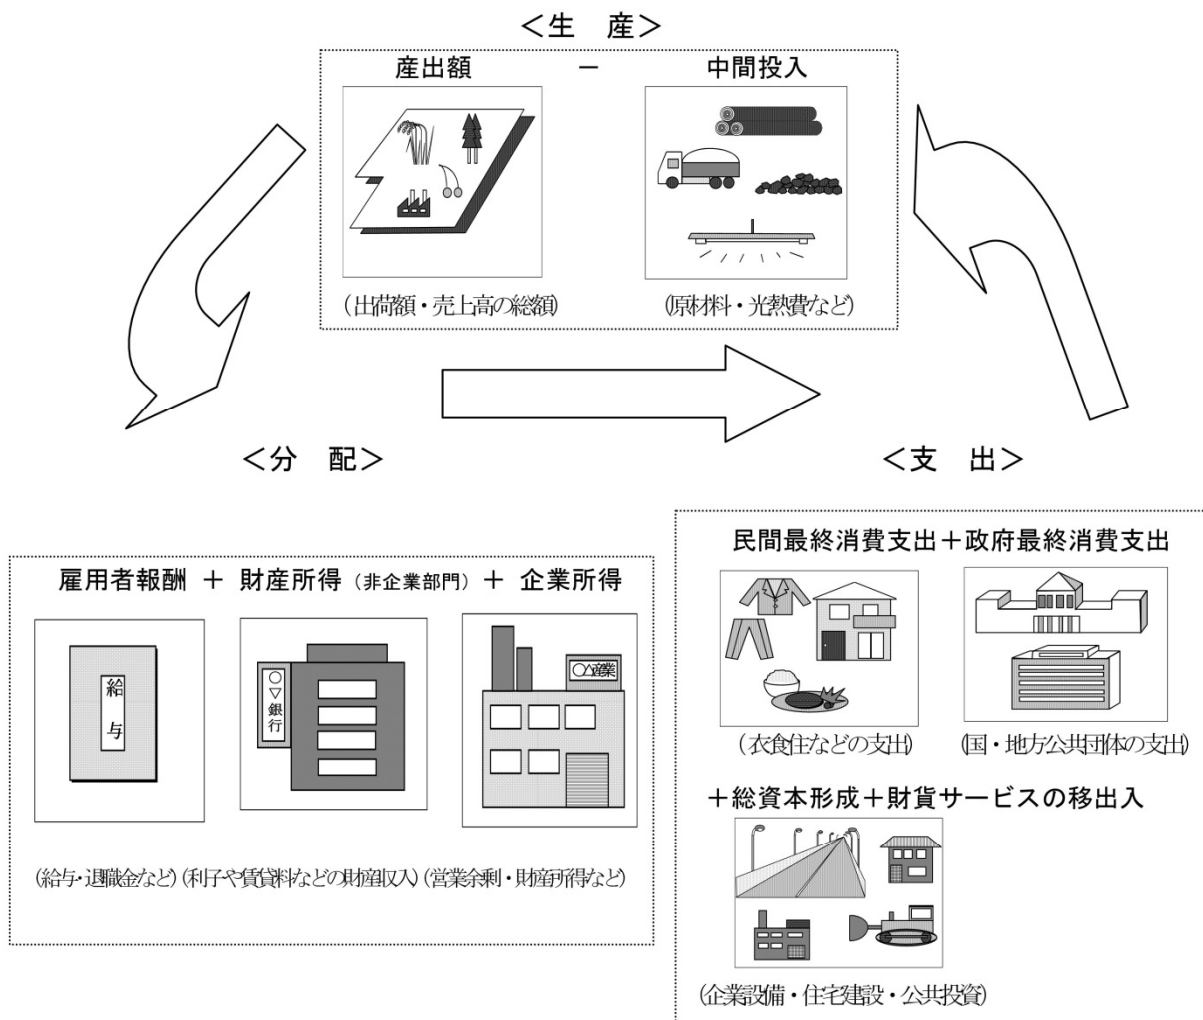 ＜生　産＞
産出額　－　中間投入
（出荷額・売上高の総額）　（原材料・光熱費など）
＜分　配＞
雇用者報酬　＋　財産所得（非企業部門）＋　企業所得
給与
○▽銀行
○△産業
（給与・退職金など）（利子や賃貸料などの財産収入）（営業余剰・財産所得など）
＜支　出＞
民間最終消費支出＋政府最終消費支出
（衣食住などの支出）　（国・地方公共団体の支出）
＋総資本形成＋財貨サービスの移出入
（企業設備・住宅建設・公共投資）